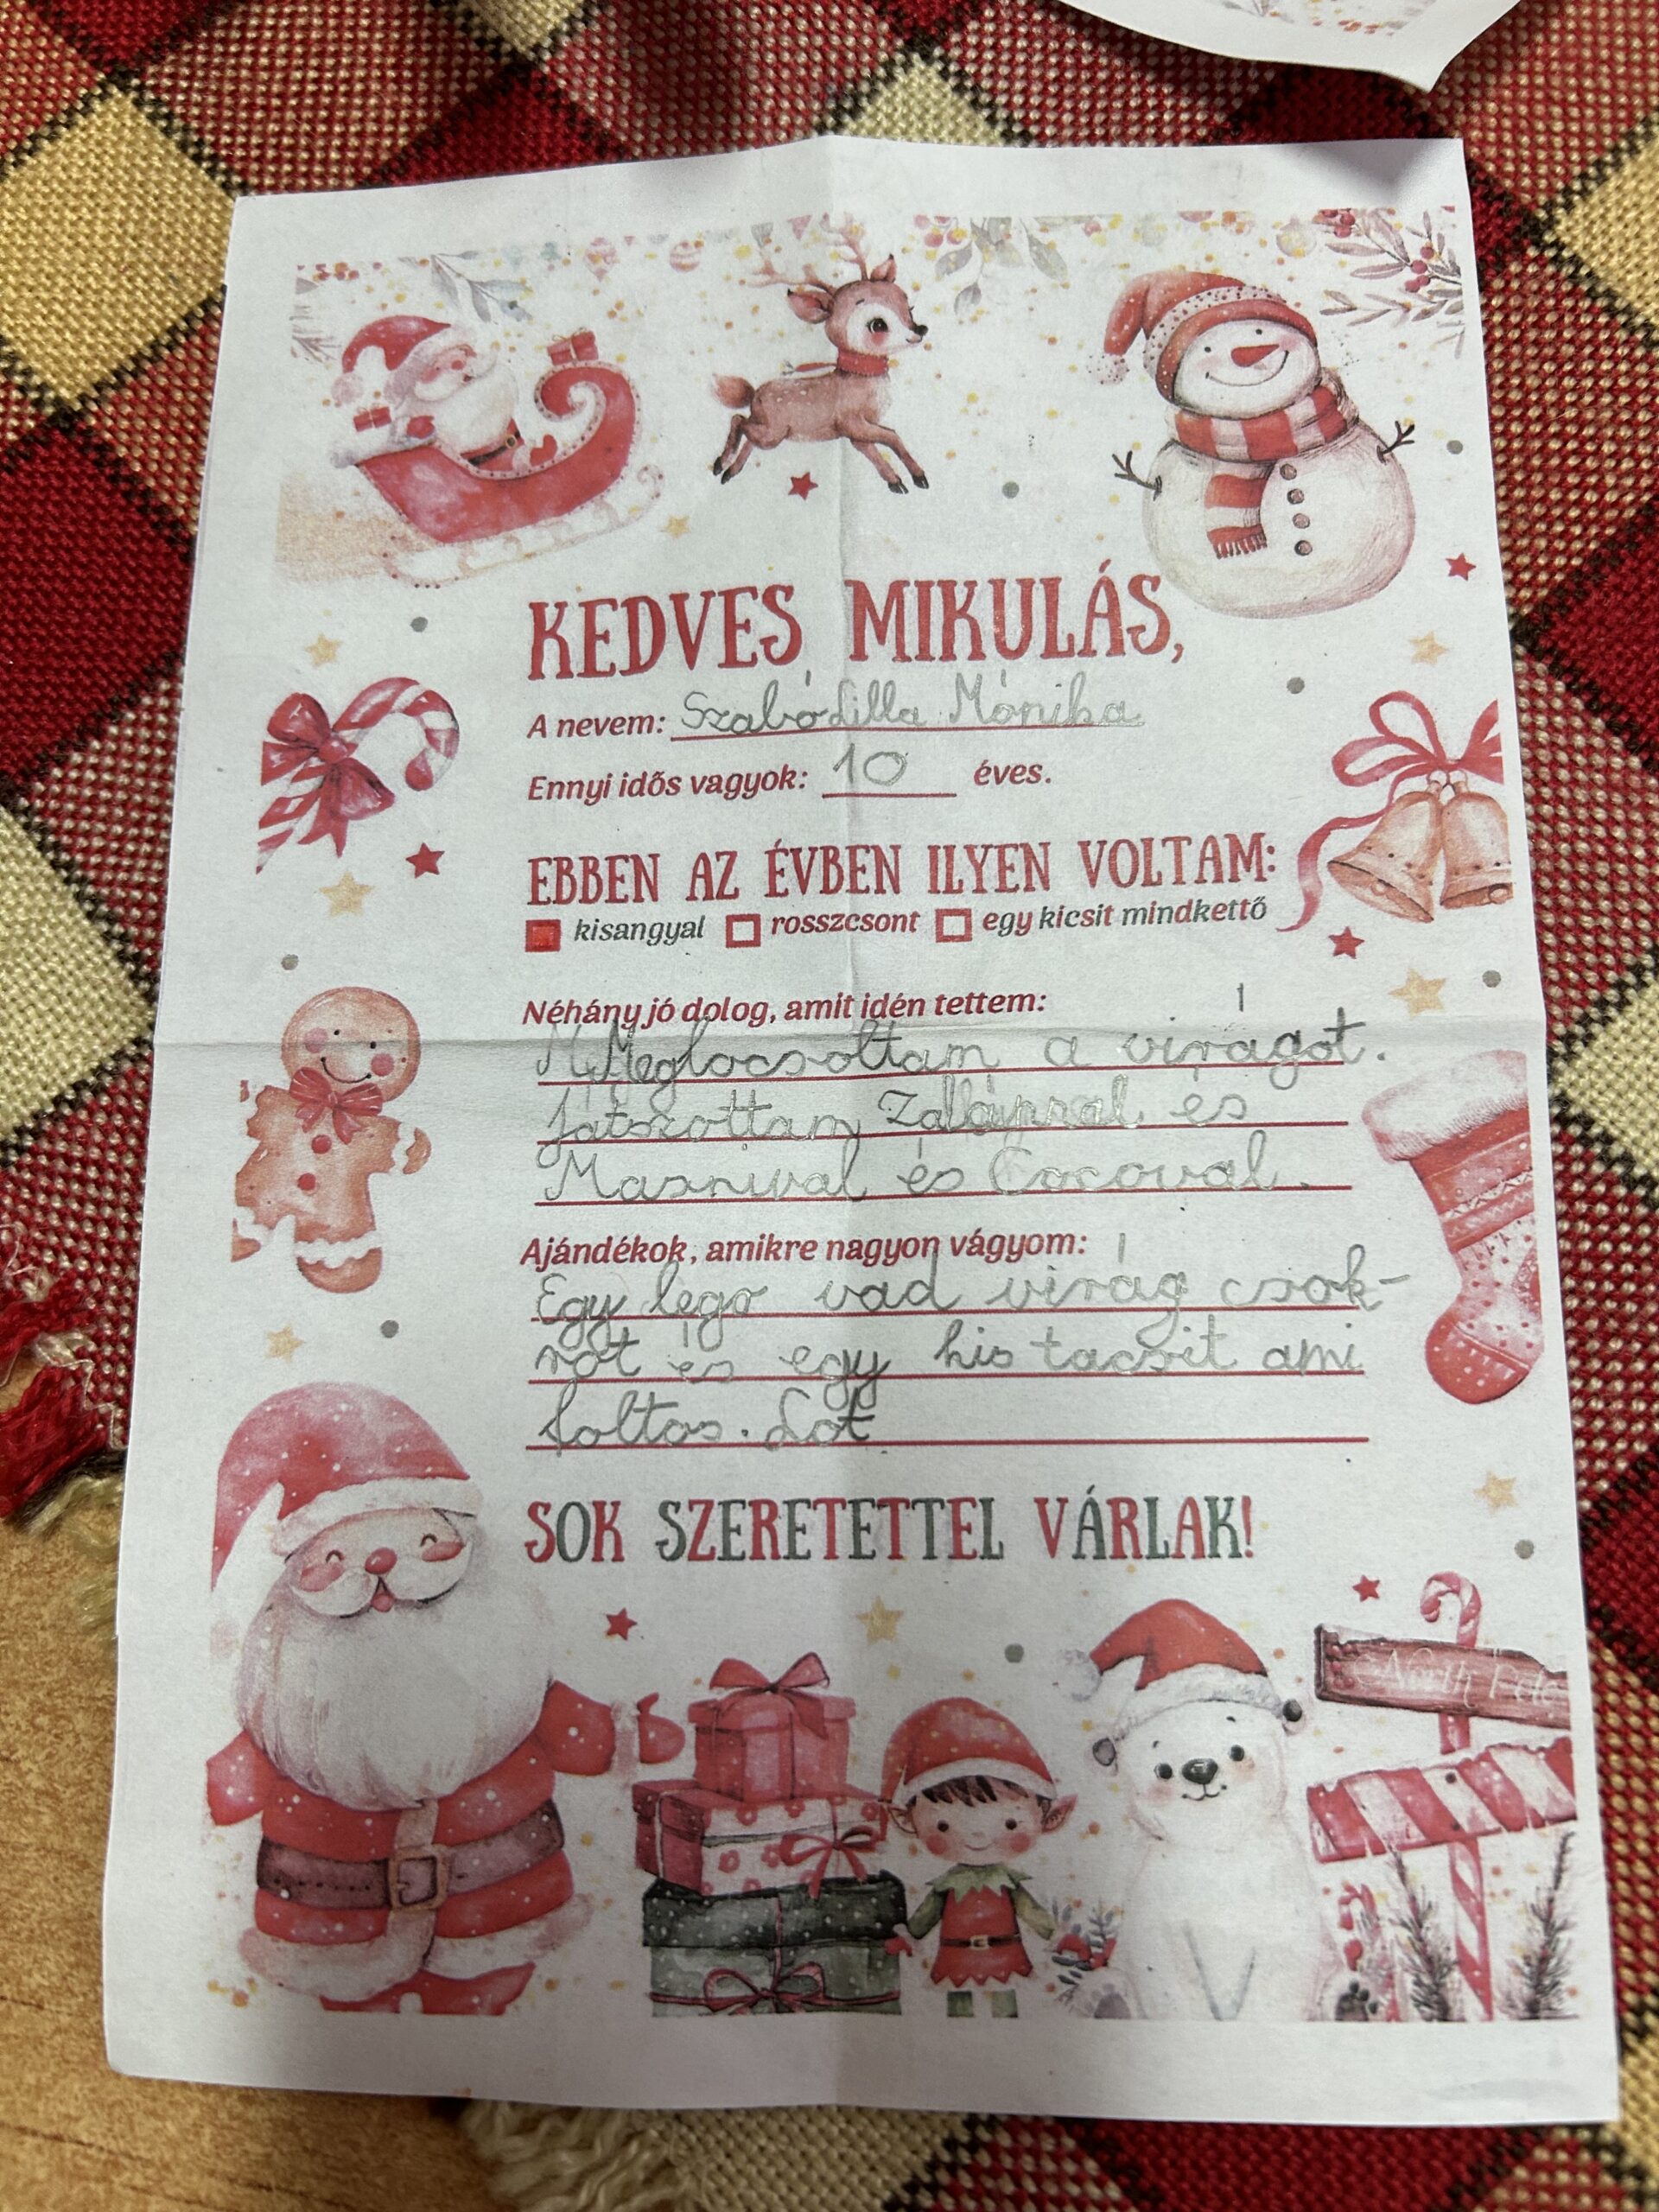 KEDVES MIKULÁS,
A nevem: Szabó Lilla Mónika
Ennyi idős vagyok: 10 éves.
EBBEN AZ ÉVBEN ILYEN VOLTAM:
kisangyal rosszcsont egy kicsit mindkettő
Néhány jó dolog, amit idén tettem:
Meglocsoltam a virágot.
Játszottam és
Masnival és Cocoval.
Ajándékok, amikre nagyon vágyom:
Egy lego vad virág csok-
rot és egy kis tacsit ami
foltos.
SOK SZERETETTEL VÁRLAK!
North Pole